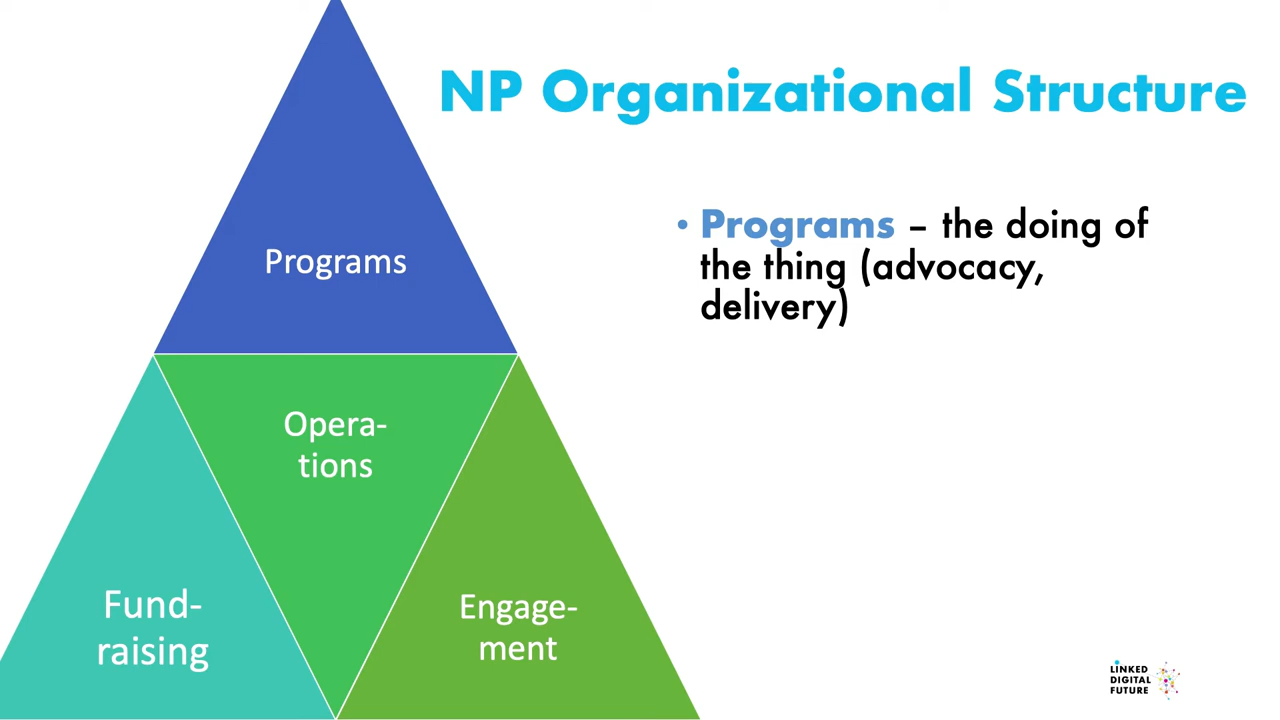 NP Organizational Structure
Programs
• Programs – the doing of
the thing (advocacy,
delivery)
Opera-
tions
Fund-
raising
Engage-
ment
LINKED
DIGITAL
FUTURE